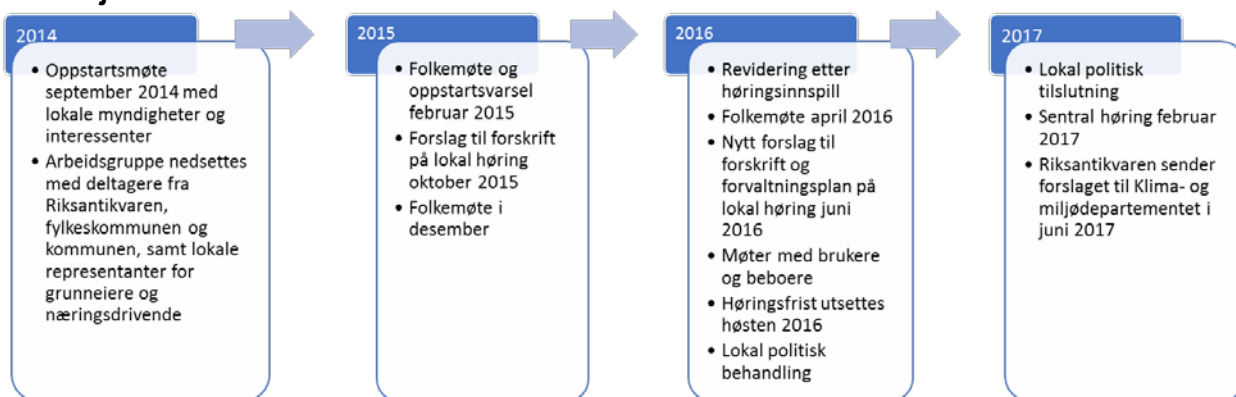 2014
• Oppstartsmøte
september 2014 med
lokale myndigheter og
interessenter
• Arbeidsgruppe nedsettes
med deltagere fra
Riksantikvaren,
fylkeskommunen og
kommunen, samt lokale
representanter for
grunneiere og
næringsdrivende
2015
• Folkemøte og
oppstartsvarsel
februar 2015
• Forslag til forskrift
på lokal høring
oktober 2015
• Folkemøte i
desember
2016
• Revidering etter
høringsinnspill
• Folkemøte april 2016
• Nytt forslag til
forskrift og
forvaltningsplan på
lokal høring juni
2016
• Møter med brukere
og beboere
• Høringsfrist utsettes
høsten 2016
• Lokal politisk
behandling
2017
• Lokal politisk
tilslutning
• Sentral høring februar
2017
• Riksantikvaren sender
forslaget til Klima- og
miljødepartementet i
juni 2017